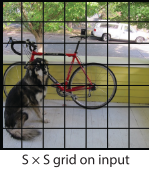 S × S grid on input